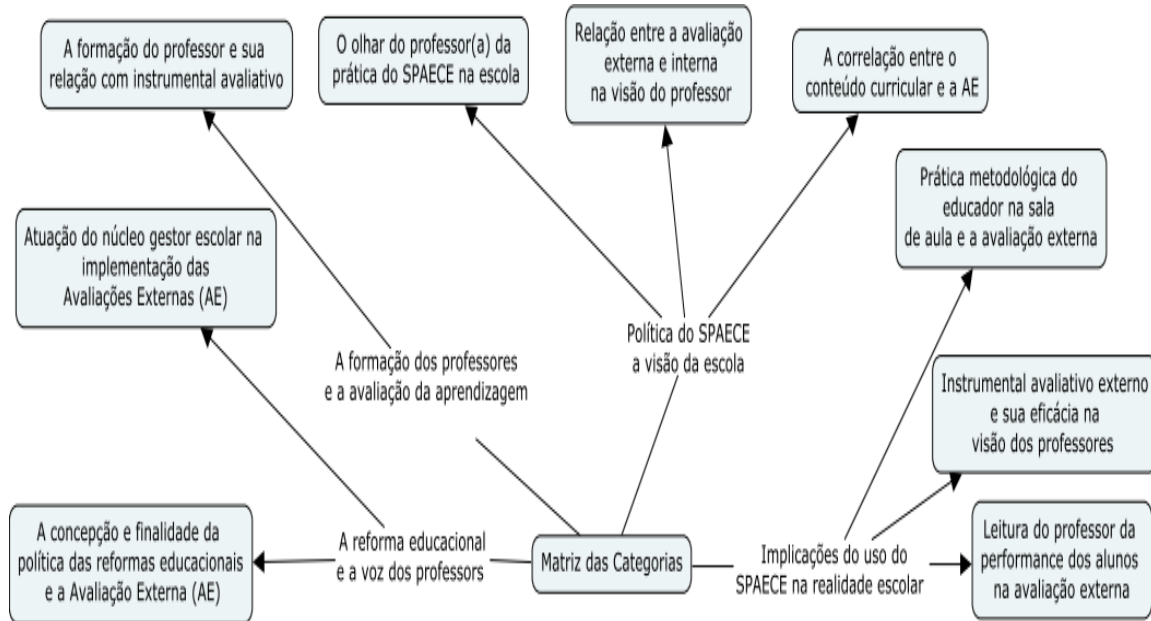 A formação do professor e sua
relação com instrumental avaliativo
O olhar do professor(a) da
prática do SPAECE na escola
Relação entre a avaliação
externa e interna
na visão do professor
A correlação entre o
conteúdo curricular e a AE
Prática metodológica do
educador na sala
de aula e a avaliação externa
Atuação do núcleo gestor escolar na
implementação das
Avaliações Externas (AE)
Política do SPAECE
a visão da escola
A formação dos professores
e a avaliação da aprendizagem
Instrumental avaliativo externo
e sua eficácia na
visão dos professores
A concepção e finalidade da
política das reformas educacionais
e a Avaliação Externa (AE)
A reforma educacional
e a voz dos professors
Matriz das Categorias
Implicações do uso do
SPAECE na realidade escolar
Leitura do professor da
performance dos alunos
na avaliação externa